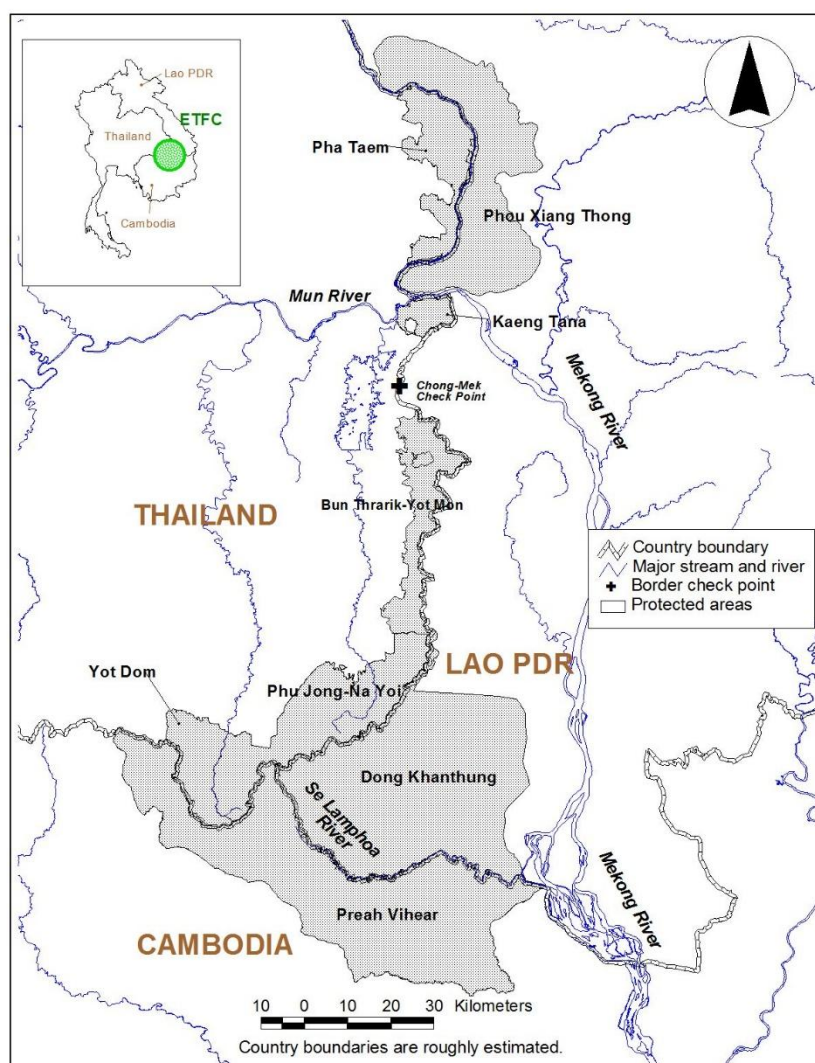 Lao PDR
ETFC
Thailand
Cambodia
Pha Taem
Phou Xiang Thong
Mun River
Kaeng Tana
Mekong River
Chong-Mek
Check Point
THAILAND
Bun Thrarik-Yot Mon
Country boundary
Major stream and river
Border check point
Protected areas
LAO PDR
Yot Dom
Phu Jong-Na Yoi
Dong Khanthung
Se Lamphoa
River
Mekong
River
Preah Vihear
CAMBODIA
10 0 10 20 30 Kilometers
Country boundaries are roughly estimated.